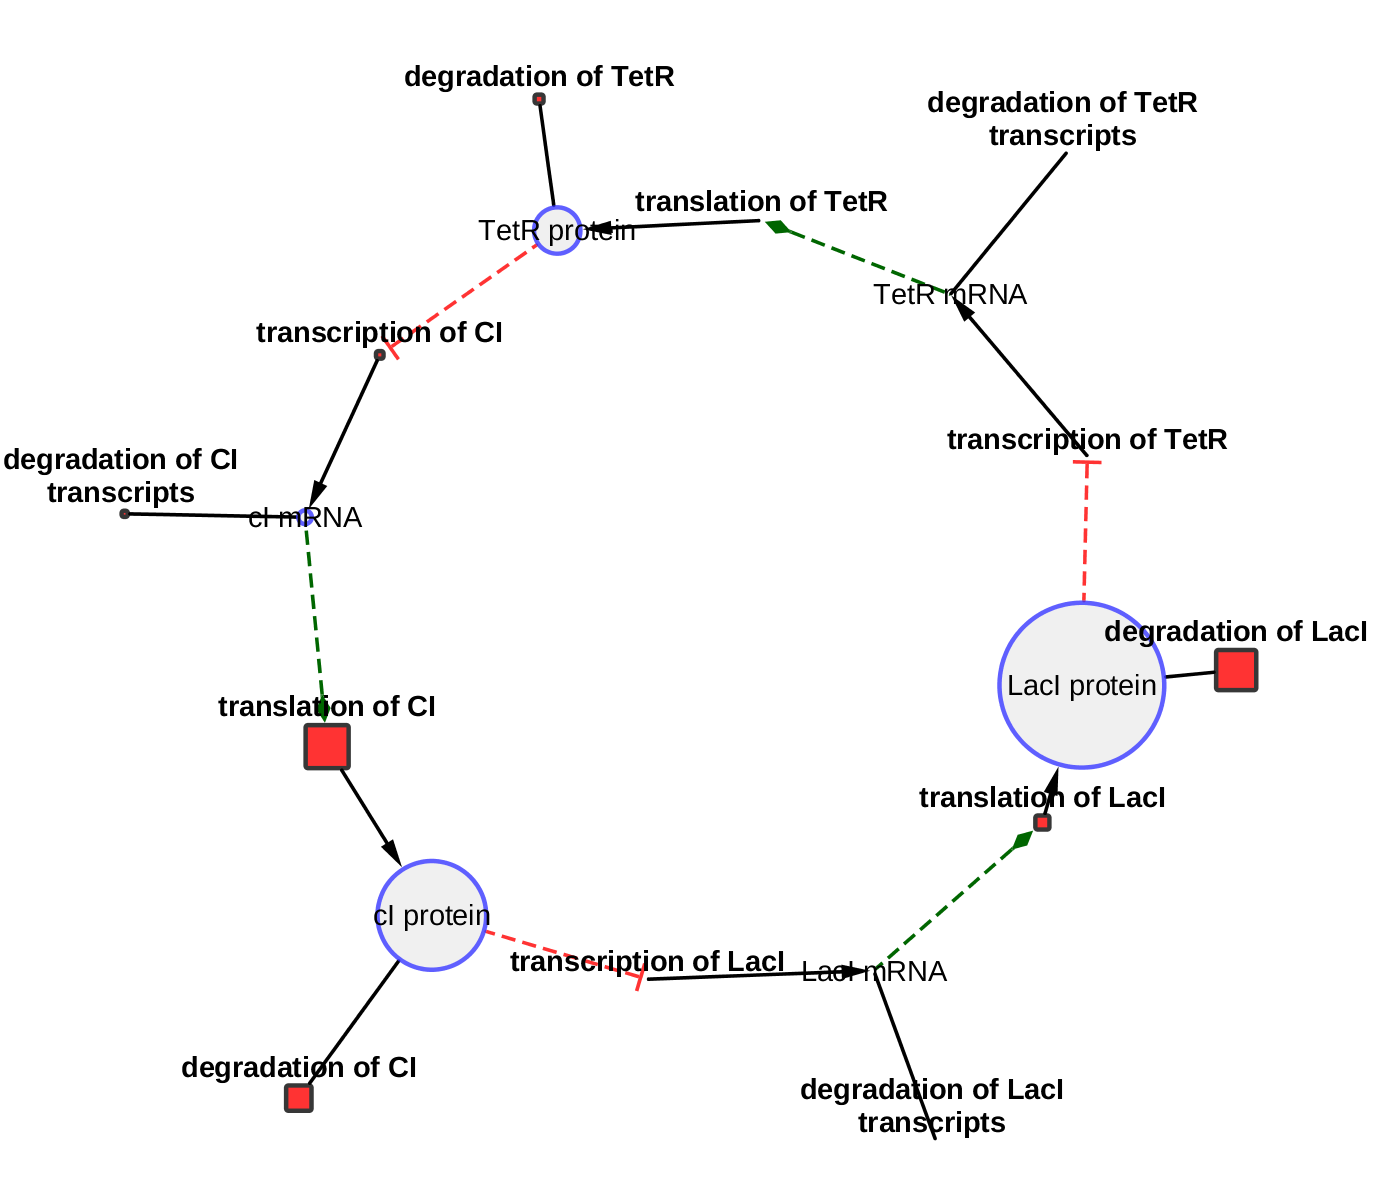 degradation of TetR
degradation of TetR
transcripts
translation of TetR
TetR protein
TetR mRNA
transcription of CI
transcription of TetR
degradation of CI
transcripts
cI mRNA
degradation of LacI
LacI protein
translation of CI
translation of LacI
cI protein
transcription of LacI
LacI mRNA
degradation of CI
degradation of LacI
transcripts